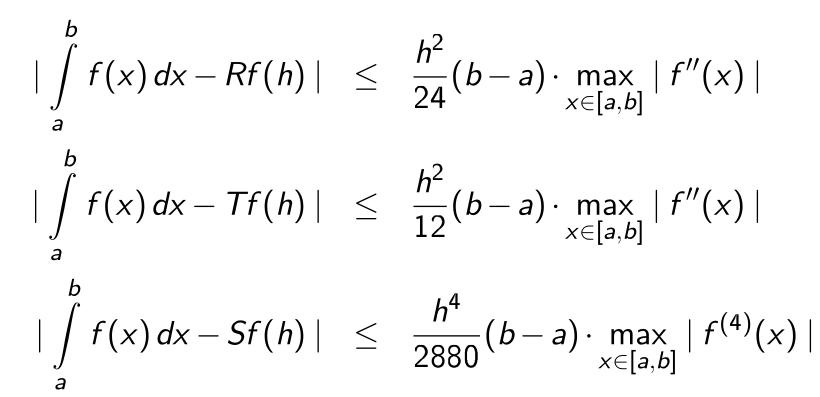 | ∫_a^b f(x) dx − Rf(h) | ≤ h²/24 (b − a) · max_{x∈[a,b]} | f″(x) |
| ∫_a^b f(x) dx − Tf(h) | ≤ h²/12 (b − a) · max_{x∈[a,b]} | f″(x) |
| ∫_a^b f(x) dx − Sf(h) | ≤ h⁴/2880 (b − a) · max_{x∈[a,b]} | f⁽⁴⁾(x) |